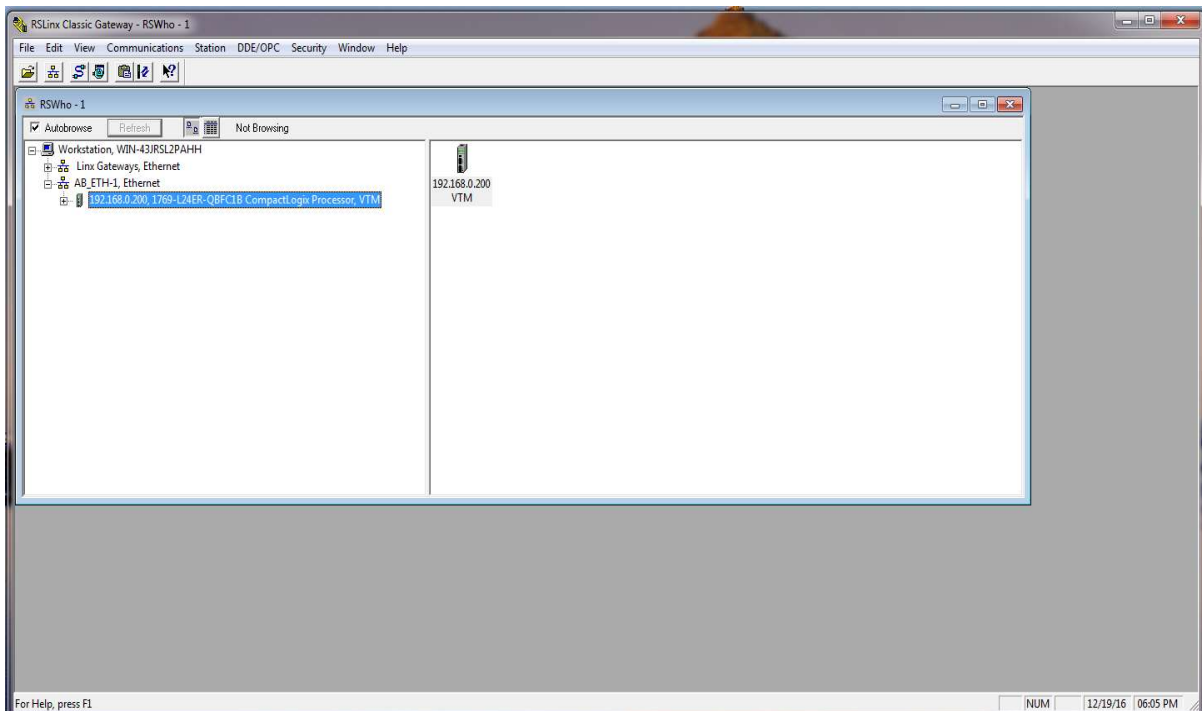 RSLinx Classic Gateway - RSWho - 1
File Edit View Communications Station DDE/OPC Security Window Help
RSWho - 1
Autobrowse Refresh Not Browsing
Workstation, WIN-43JRSL2PAHH
Linx Gateways, Ethernet
AB_ETH-1, Ethernet
192.168.0.200, 1769-L24ER-QBFC1B CompactLogix Processor, VTM
192.168.0.200
VTM
For Help, press F1
NUM 12/19/16 06:05 PM